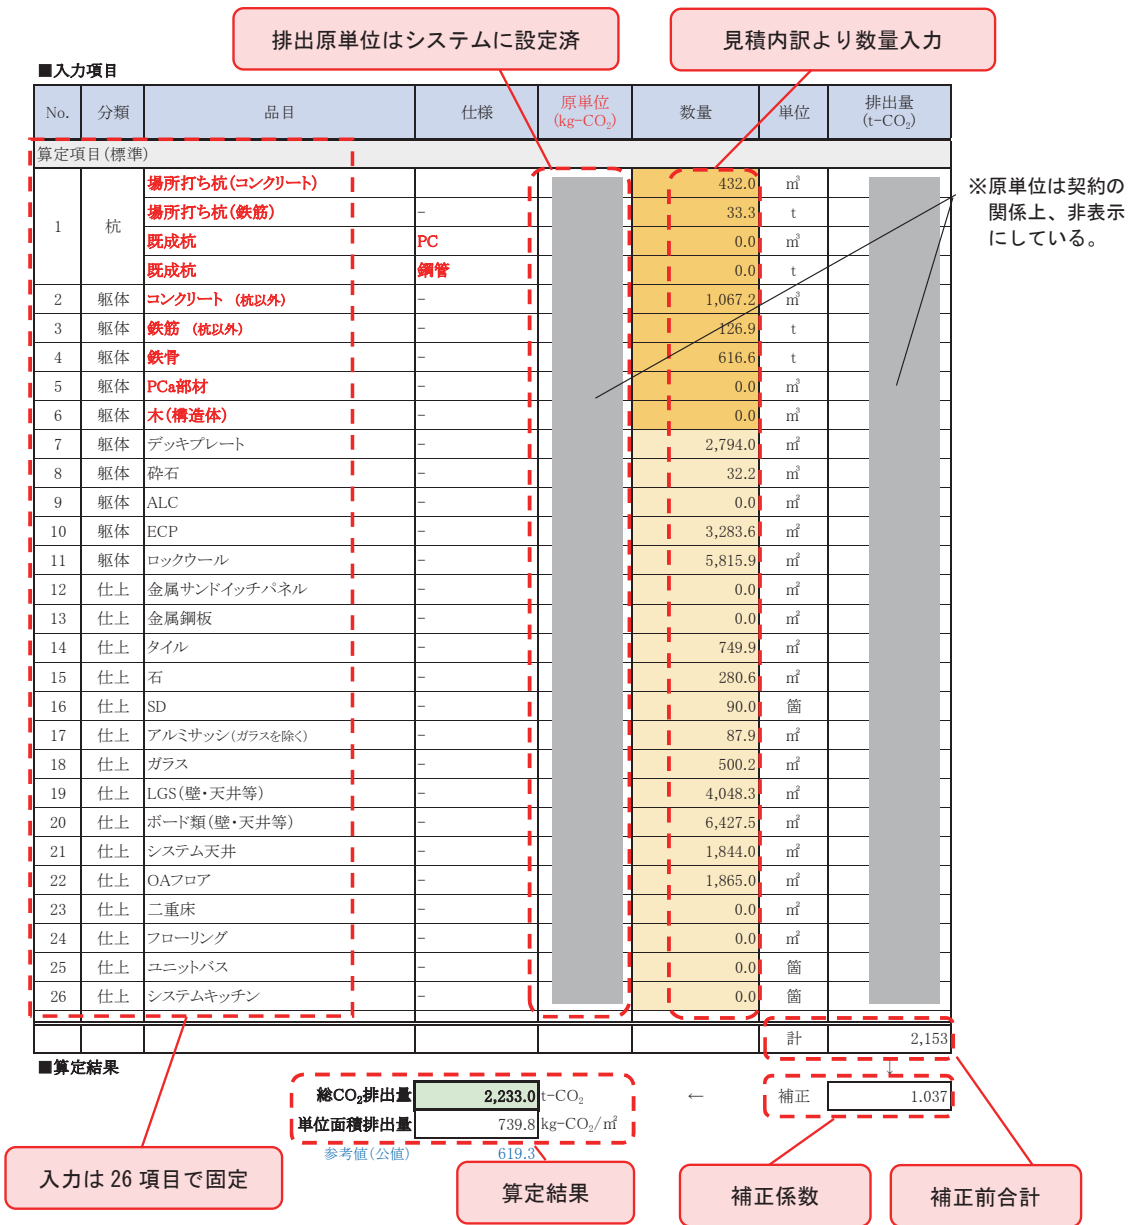 排出原単位はシステムに設定済
見積内訳より数量入力
■入力項目
No. 分類 品目 仕様 原単位 (kg-CO₂) 数量 単位 排出量 (t-CO₂)
算定項目(標準)
1 杭 場所打ち杭(コンクリート) 432.0 m³
場所打ち杭(鉄筋) - 33.3 t
既成杭 PC 0.0 m³
既成杭 鋼管 0.0 t
2 躯体 コンクリート (杭以外) - 1,067.2 m³
3 躯体 鉄筋 (杭以外) - 126.9 t
4 躯体 鉄骨 - 616.6 t
5 躯体 PCa部材 - 0.0 m³
6 躯体 木(構造体) - 0.0 m³
7 躯体 デッキプレート - 2,794.0 m²
8 躯体 砕石 - 32.2 m³
9 躯体 ALC - 0.0 m²
10 躯体 ECP - 3,283.6 m²
11 躯体 ロックウール - 5,815.9 m²
12 仕上 金属サンドイッチパネル - 0.0 m²
13 仕上 金属鋼板 - 0.0 m²
14 仕上 タイル - 749.9 m²
15 仕上 石 - 280.6 m²
16 仕上 SD - 90.0 箇
17 仕上 アルミサッシ(ガラスを除く) - 87.9 m²
18 仕上 ガラス - 500.2 m²
19 仕上 LGS(壁・天井等) - 4,048.3 m²
20 仕上 ボード類(壁・天井等) - 6,427.5 m²
21 仕上 システム天井 - 1,844.0 m²
22 仕上 OAフロア - 1,865.0 m²
23 仕上 二重床 - 0.0 m²
24 仕上 フローリング - 0.0 m²
25 仕上 ユニットバス - 0.0 箇
26 仕上 システムキッチン - 0.0 箇
計 2,153
※原単位は契約の
関係上、非表示
にしている。
■算定結果
↓
総CO₂排出量 2,233.0 t-CO₂ ← 補正 1.037
単位面積排出量 739.8 kg-CO₂/m²
参考値(公値) 619.3
入力は 26 項目で固定
算定結果
補正係数
補正前合計